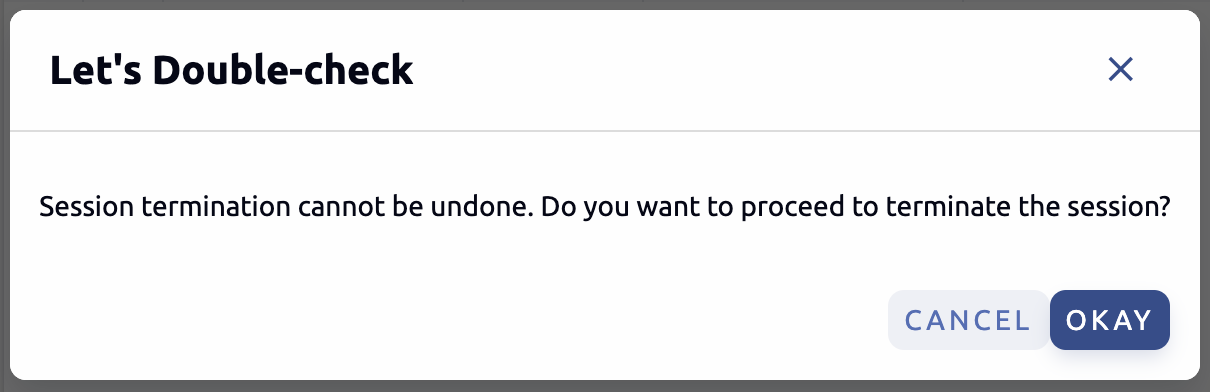 Let's Double-check
Session termination cannot be undone. Do you want to proceed to terminate the session?
CANCEL OKAY